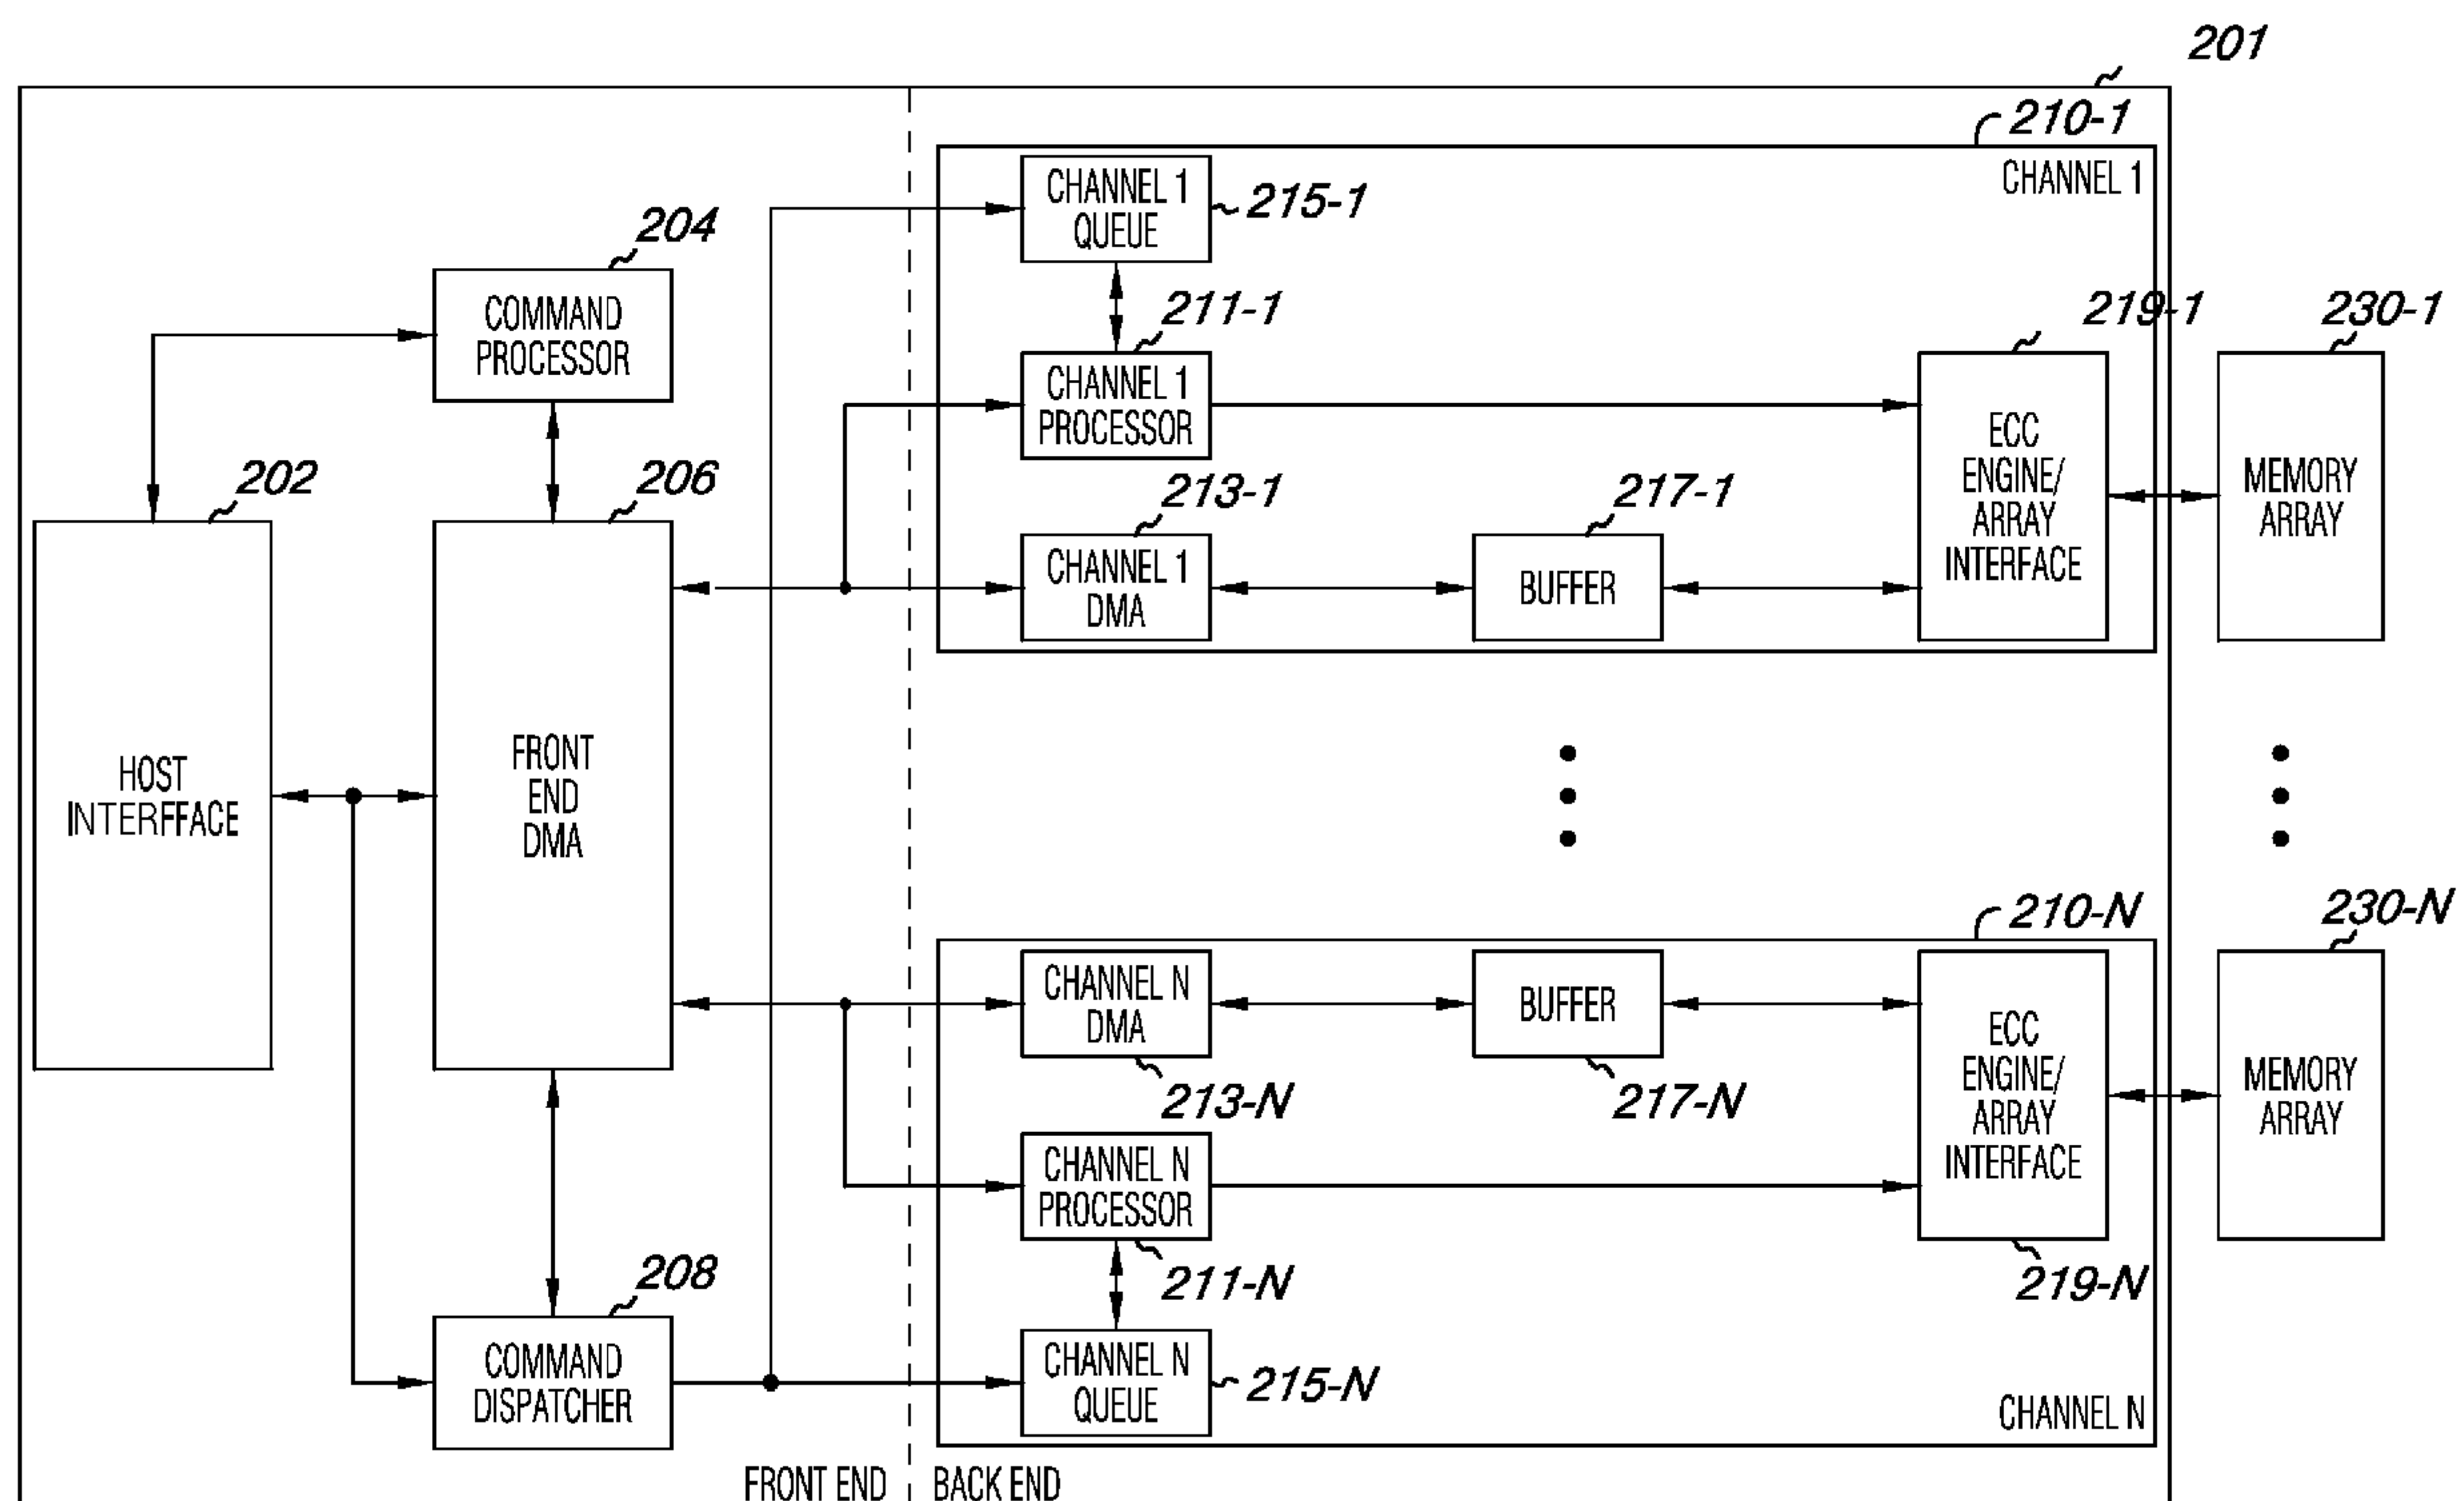 201
210-1
CHANNEL 1
CHANNEL 1
QUEUE
215-1
204
COMMAND
PROCESSOR
211-1
CHANNEL 1
PROCESSOR
219-1
ECC
ENGINE/
ARRAY
INTERFACE
230-1
MEMORY
ARRAY
202
HOST
INTERFFACE
206
FRONT
END
DMA
213-1
CHANNEL 1
DMA
217-1
BUFFER
210-N
230-N
CHANNEL N
DMA
213-N
BUFFER
217-N
ECC
ENGINE/
ARRAY
INTERFACE
219-N
MEMORY
ARRAY
CHANNEL N
PROCESSOR
211-N
208
COMMAND
DISPATCHER
CHANNEL N
QUEUE
215-N
CHANNEL N
FRONT END
BACK END